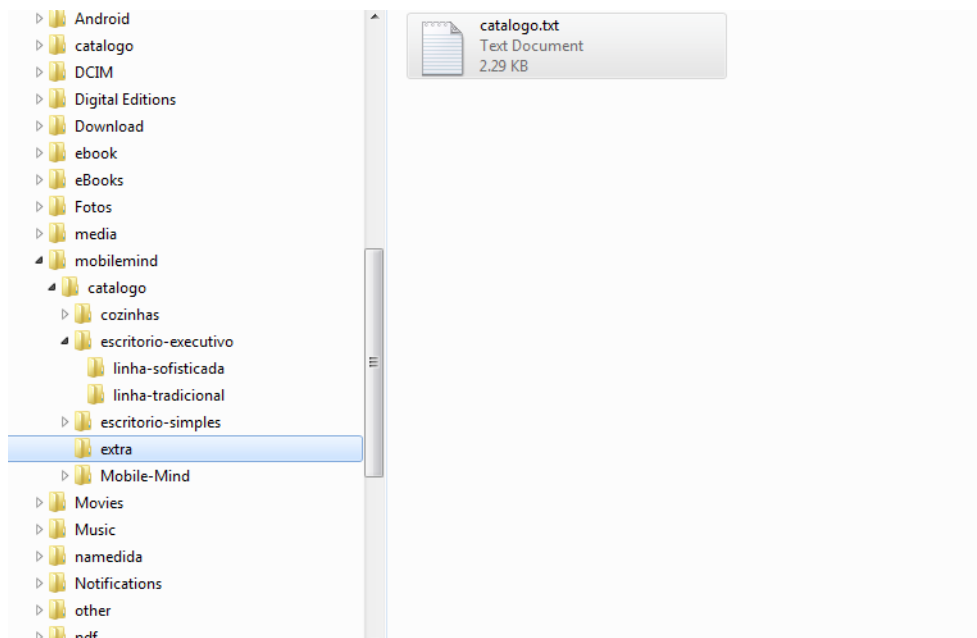 Android
catalogo
DCIM
Digital Editions
Download
ebook
eBooks
Fotos
media
mobilemind
catalogo
cozinhas
escritorio-executivo
linha-sofisticada
linha-tradicional
escritorio-simples
extra
Mobile-Mind
Movies
Music
namedida
Notifications
other
pdf
catalogo.txt
Text Document
2.29 KB